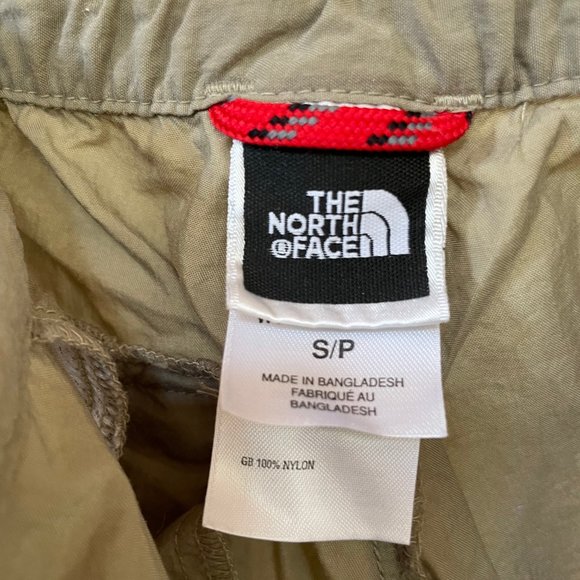 THE
NORTH
®FACE
S/P
MADE IN BANGLADESH
FABRIQUÉ AU
BANGLADESH
GB 100% NYLON